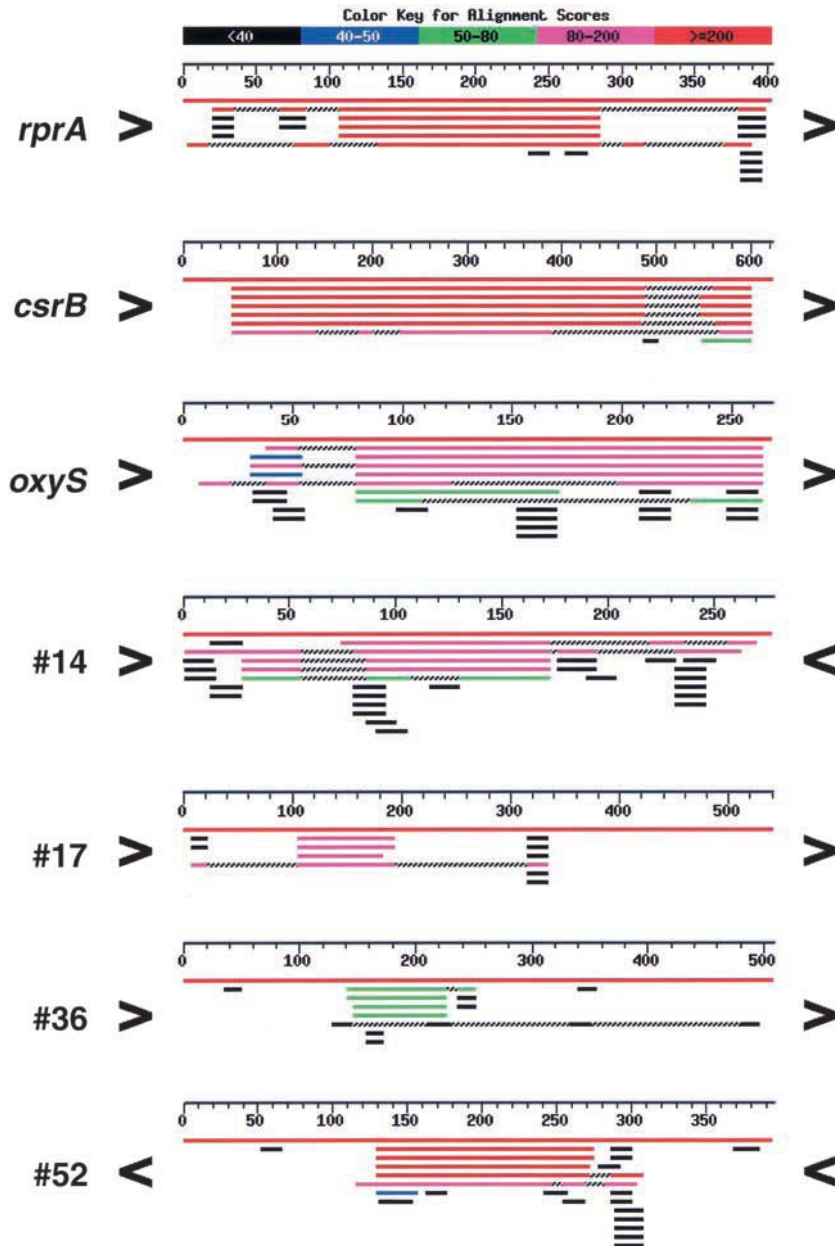 Color Key for Alignment Scores
<40 40-50 50-80 80-200 >=200
0 50 100 150 200 250 300 350 400
rprA > >
0 100 200 300 400 500 600
csrB > >
0 50 100 150 200 250
oxyS > >
0 50 100 150 200 250
#14 > <
0 100 200 300 400 500
#17 > >
0 100 200 300 400 500
#36 > >
0 50 100 150 200 250 300 350
#52 < <